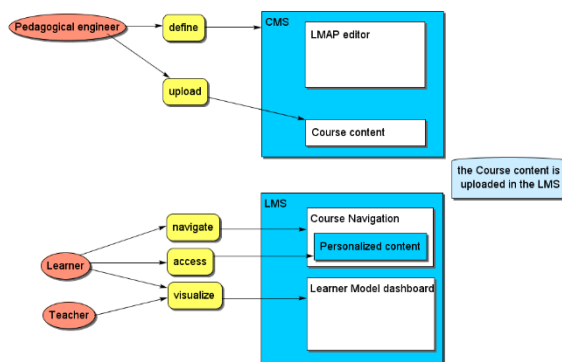 Pedagogical engineer
define
CMS
LMAP editor
upload
Course content
the Course content is
uploaded in the LMS
LMS
navigate
Course Navigation
Personalized content
access
Learner
visualize
Learner Model dashboard
Teacher